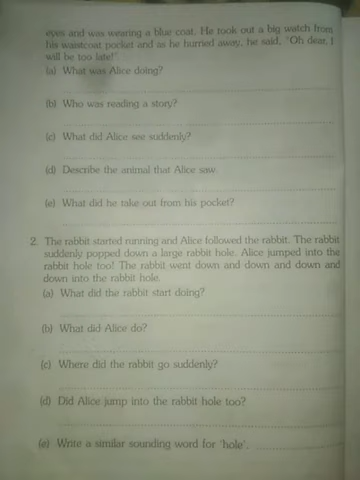 eyes and was wearing a blue coat. He took out a big watch from
his waistcoat pocket and as he hurried away, he said, "Oh dear, I
will be too late!"
(a) What was Alice doing?
(b) Who was reading a story?
(c) What did Alice see suddenly?
(d) Describe the animal that Alice saw.
(e) What did he take out from his pocket?
2. The rabbit started running and Alice followed the rabbit. The rabbit
suddenly popped down a large rabbit hole. Alice jumped into the
rabbit hole too! The rabbit went down and down and down and
down into the rabbit hole.
(a) What did the rabbit start doing?
(b) What did Alice do?
(c) Where did the rabbit go suddenly?
(d) Did Alice jump into the rabbit hole too?
(e) Write a similar sounding word for 'hole'.